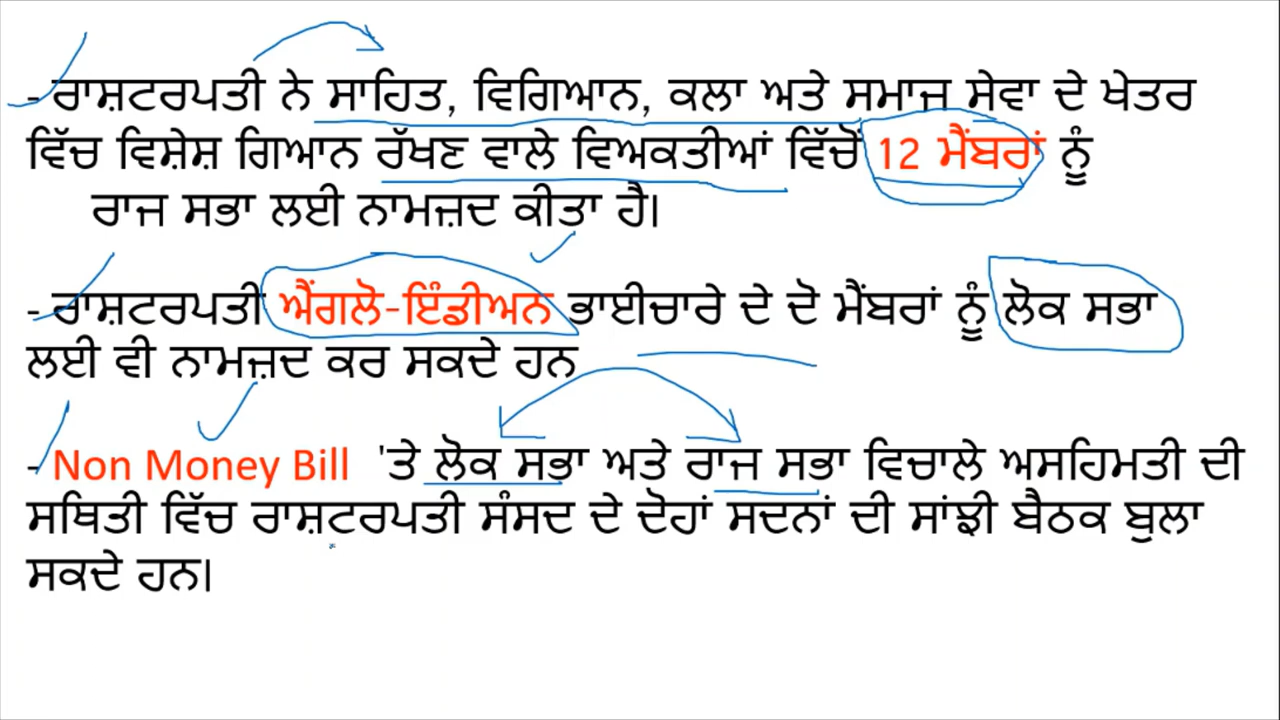 - ਰਾਸ਼ਟਰਪਤੀ ਨੇ ਸਾਹਿਤ, ਵਿਗਿਆਨ, ਕਲਾ ਅਤੇ ਸਮਾਜ ਸੇਵਾ ਦੇ ਖੇਤਰ
ਵਿੱਚ ਵਿਸ਼ੇਸ਼ ਗਿਆਨ ਰੱਖਣ ਵਾਲੇ ਵਿਅਕਤੀਆਂ ਵਿੱਚੋਂ 12 ਮੈਂਬਰਾਂ ਨੂੰ
ਰਾਜ ਸਭਾ ਲਈ ਨਾਮਜ਼ਦ ਕੀਤਾ ਹੈ।
- ਰਾਸ਼ਟਰਪਤੀ ਐਂਗਲੋ-ਇੰਡੀਅਨ ਭਾਈਚਾਰੇ ਦੇ ਦੋ ਮੈਂਬਰਾਂ ਨੂੰ ਲੋਕ ਸਭਾ
ਲਈ ਵੀ ਨਾਮਜ਼ਦ ਕਰ ਸਕਦੇ ਹਨ
- Non Money Bill 'ਤੇ ਲੋਕ ਸਭਾ ਅਤੇ ਰਾਜ ਸਭਾ ਵਿਚਾਲੇ ਅਸਹਿਮਤੀ ਦੀ
ਸਥਿਤੀ ਵਿੱਚ ਰਾਸ਼ਟਰਪਤੀ ਸੰਸਦ ਦੇ ਦੋਹਾਂ ਸਦਨਾਂ ਦੀ ਸਾਂਝੀ ਬੈਠਕ ਬੁਲਾ
ਸਕਦੇ ਹਨ।